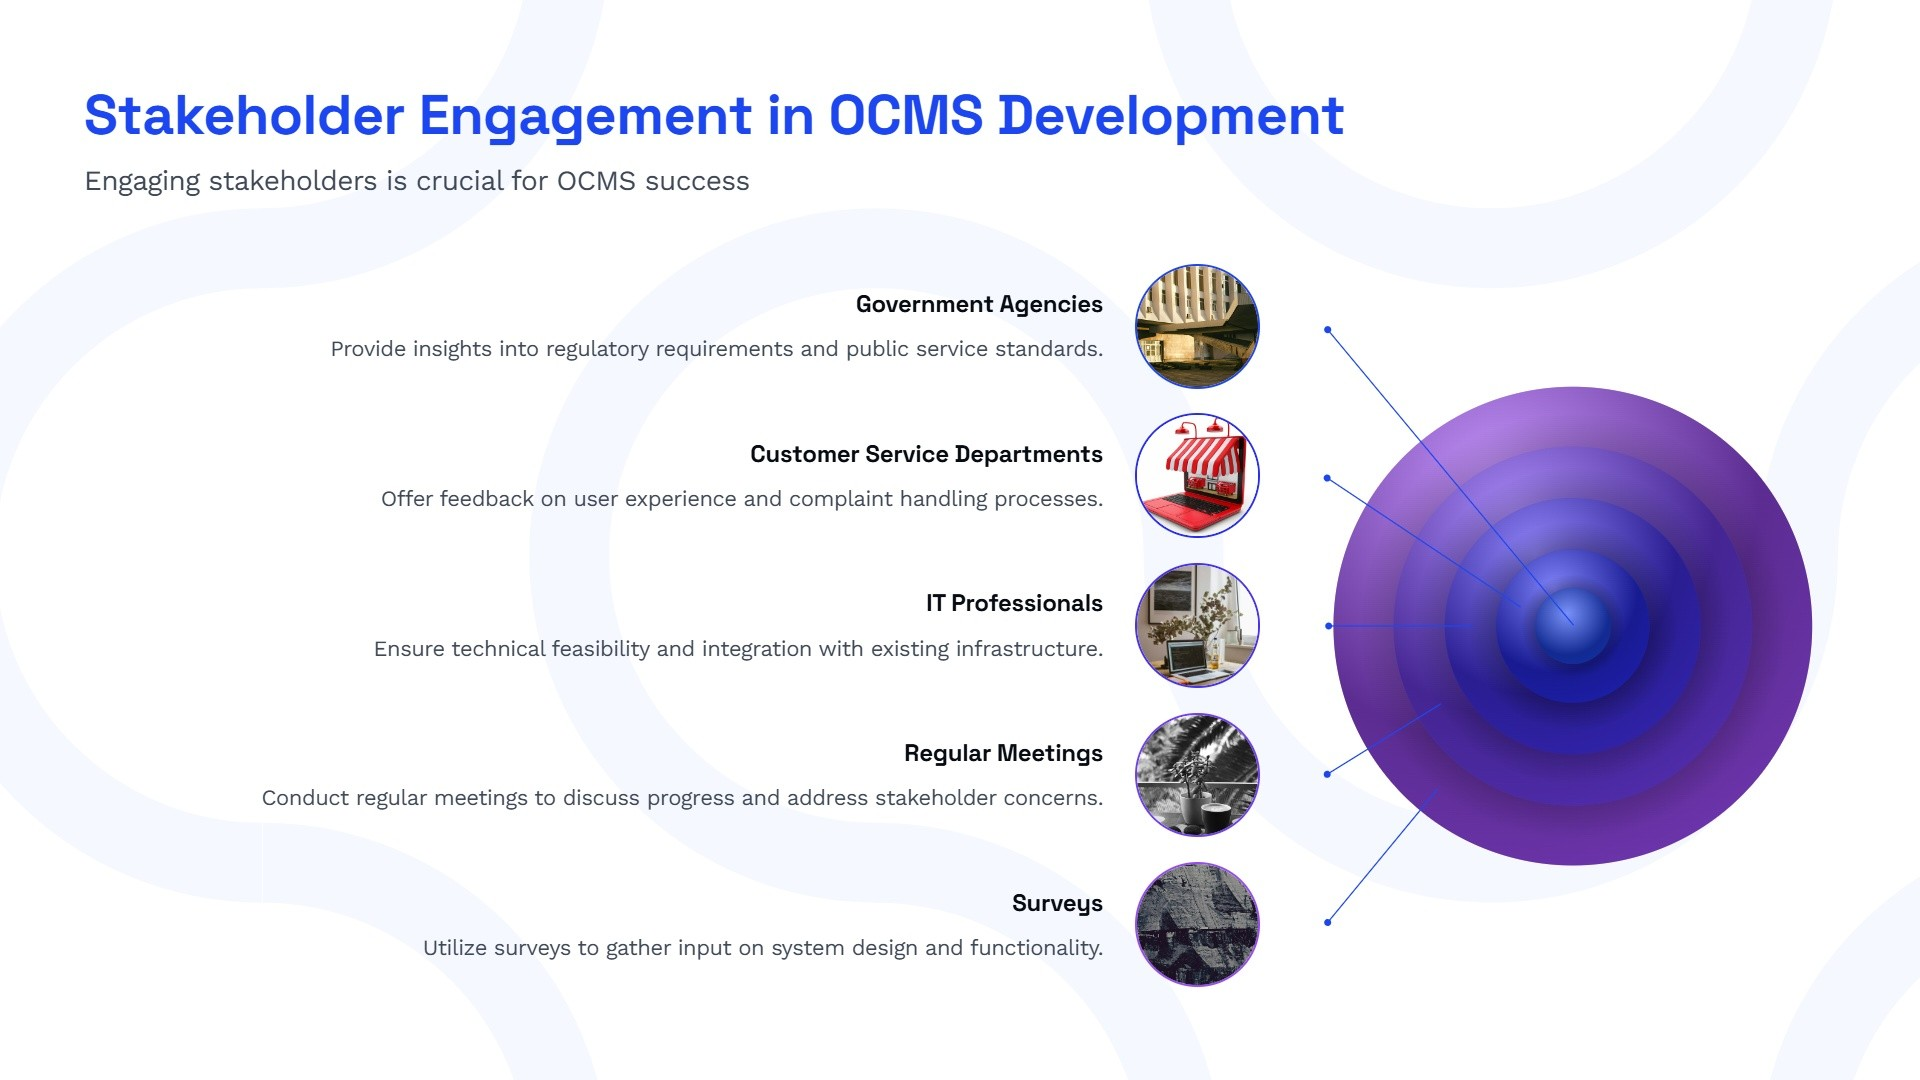 Stakeholder Engagement in OCMS Development
Engaging stakeholders is crucial for OCMS success
Government Agencies
Provide insights into regulatory requirements and public service standards.
Customer Service Departments
Offer feedback on user experience and complaint handling processes.
IT Professionals
Ensure technical feasibility and integration with existing infrastructure.
Regular Meetings
Conduct regular meetings to discuss progress and address stakeholder concerns.
Surveys
Utilize surveys to gather input on system design and functionality.